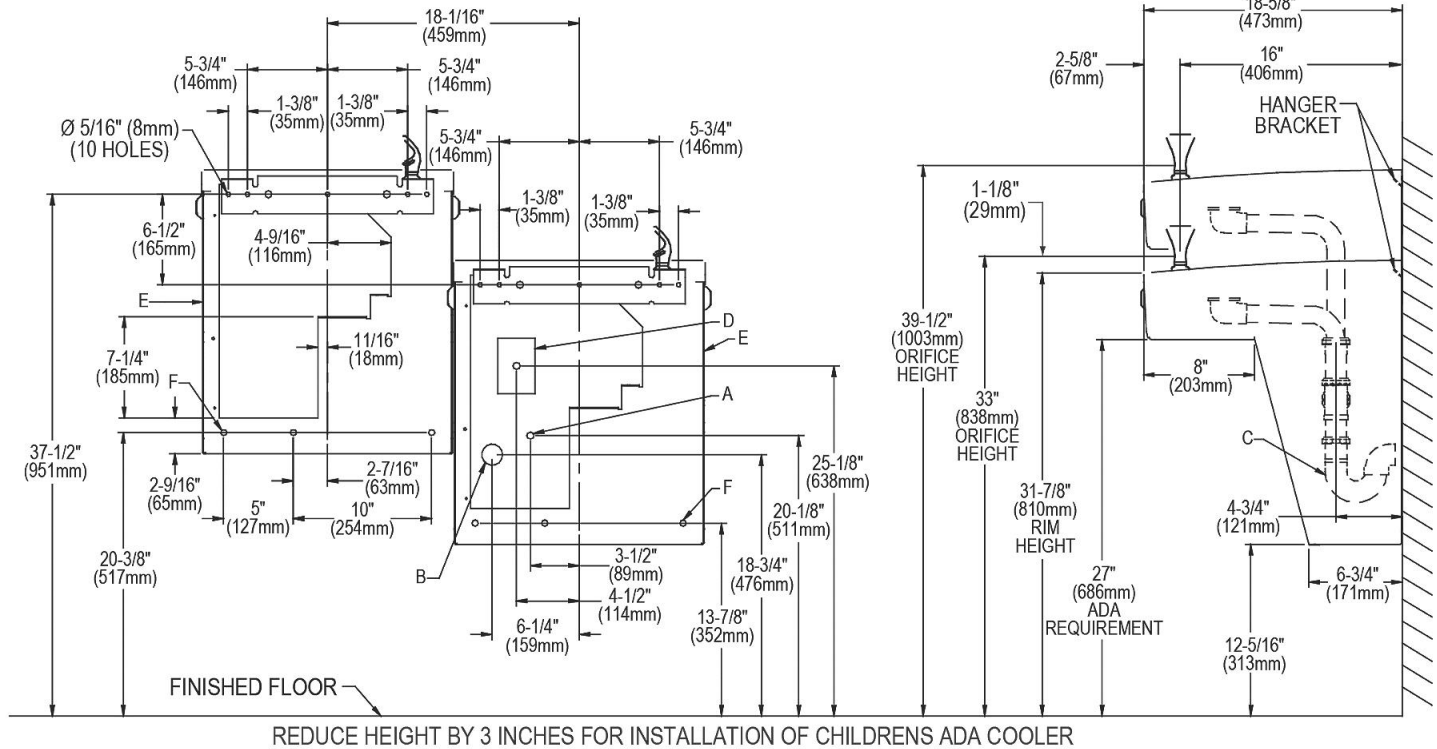 18-1/16"
(459mm)
5-3/4"
(146mm)
5-3/4"
(146mm)
1-3/8"
(35mm)
1-3/8"
(35mm)
Ø 5/16" (8mm)
(10 HOLES)
5-3/4"
(146mm)
5-3/4"
(146mm)
1-3/8"
(35mm)
1-3/8"
(35mm)
6-1/2"
(165mm)
4-9/16"
(116mm)
E
11/16"
(18mm)
7-1/4"
(185mm)
F
D
E
A
37-1/2"
(951mm)
2-9/16"
(65mm)
2-7/16"
(63mm)
5"
(127mm)
10"
(254mm)
20-3/8"
(517mm)
B
F
3-1/2"
(89mm)
4-1/2"
(114mm)
6-1/4"
(159mm)
25-1/8"
(638mm)
20-1/8"
(511mm)
18-3/4"
(476mm)
13-7/8"
(352mm)
18-5/8"
(473mm)
2-5/8"
(67mm)
16"
(406mm)
HANGER
BRACKET
1-1/8"
(29mm)
39-1/2"
(1003mm)
ORIFICE
HEIGHT
8"
(203mm)
33"
(838mm)
ORIFICE
HEIGHT
C
31-7/8"
(810mm)
RIM
HEIGHT
4-3/4"
(121mm)
27"
(686mm)
ADA
REQUIREMENT
6-3/4"
(171mm)
12-5/16"
(313mm)
FINISHED FLOOR
REDUCE HEIGHT BY 3 INCHES FOR INSTALLATION OF CHILDRENS ADA COOLER